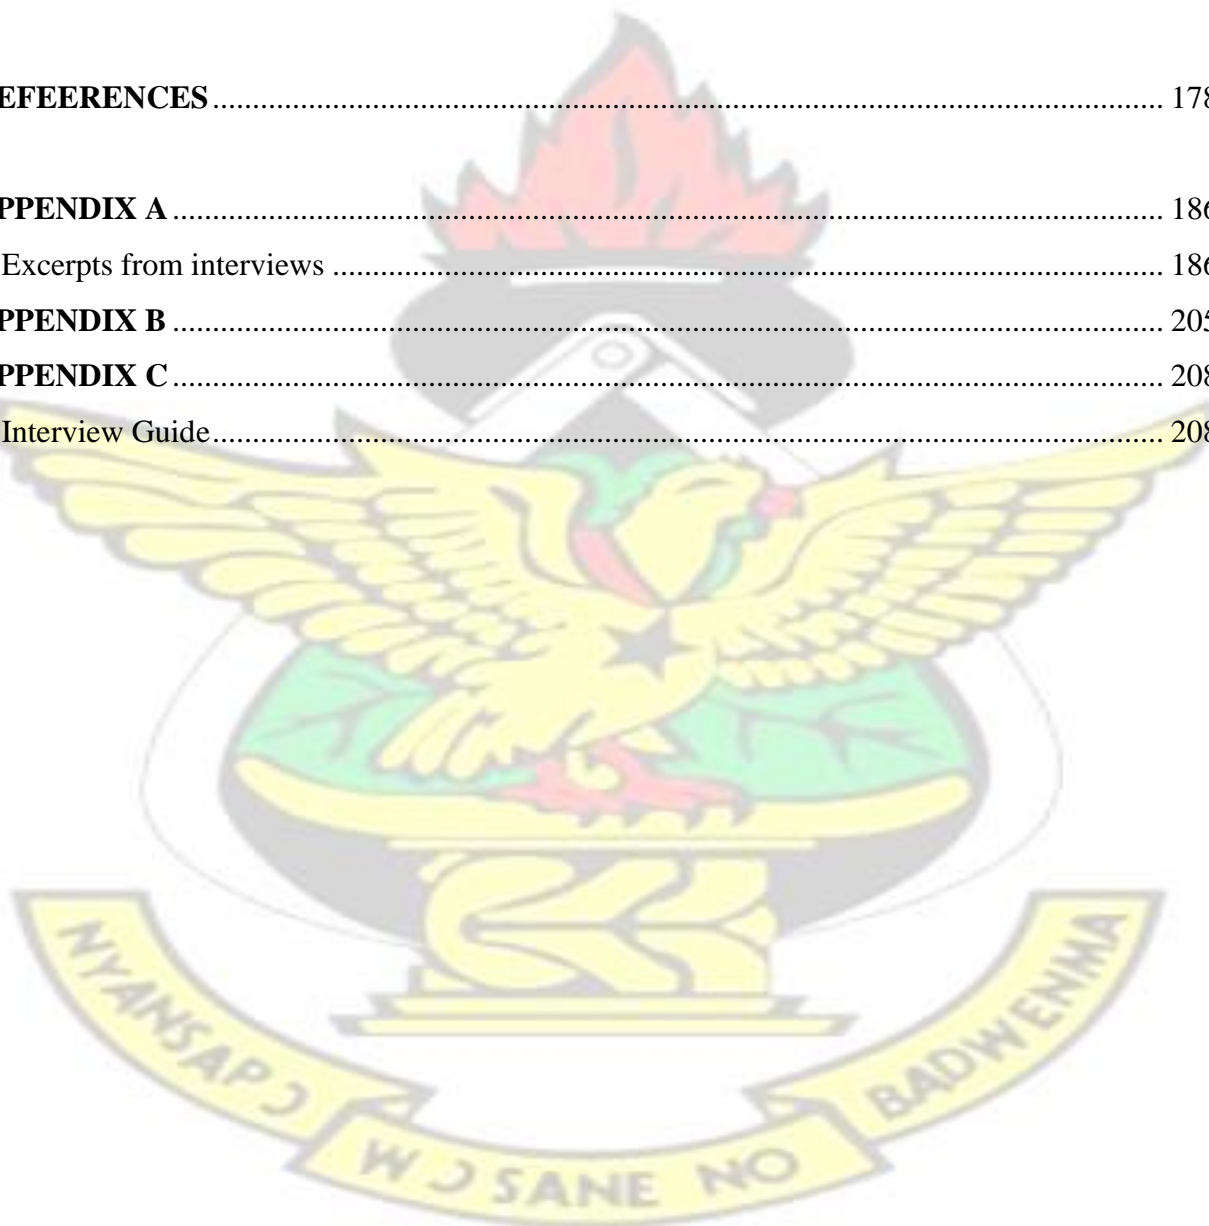 EFEERENCES ........................................................................................................................ 178
PPENDIX A ........................................................................................................................ 186
Excerpts from interviews ........................................................................................................ 186
PPENDIX B ........................................................................................................................ 205
PPENDIX C ........................................................................................................................ 208
Interview Guide ........................................................................................................................ 208
NYANSAPƆ
WƆSANE NO
BADWENMA